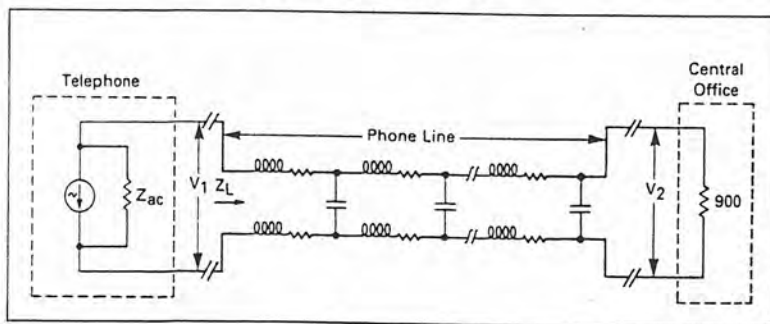 Telephone
Central
Office
Phone Line
V1
ZL
Zac
V2
900